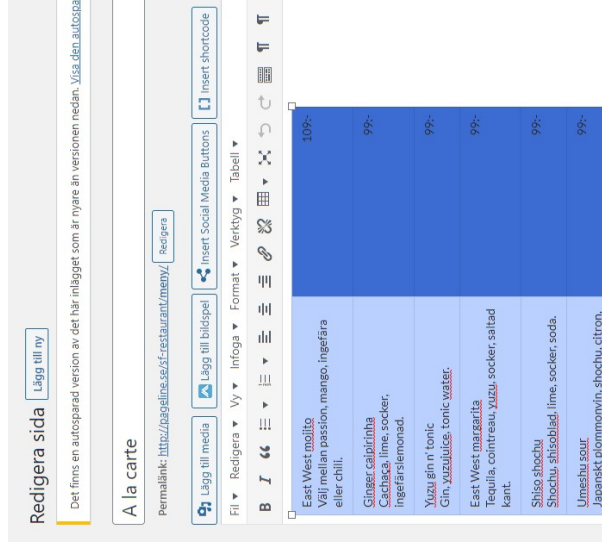 Redigera sida Lägg till ny
Det finns en autosparad version av det här inlägget som är nyare än versionen nedan. Visa den autospa
A la carte
Permalänk: http://pageline.se/sf-restaurant/meny/ Redigera
Lägg till media Lägg till bildspel Insert Social Media Buttons Insert shortcode
Fil Redigera Vy Infoga Format Verktyg Tabell
East West mojito 109:-
Välj mellan passion, mango, ingefära
eller chili.
Ginger caipirinha 99:-
Cachaça, lime, socker,
ingefärslemonad.
Yuzu gin n´tonic 99:-
Gin, yuzujuice, tonic water.
East West margarita 99:-
Tequila, cointreau, yuzu, socker, saltad
kant.
Shiso shochu 99:-
Shochu, shisoblad, lime, socker, soda.
Umeshu sour 99:-
Japanskt plommonvin, shochu, citron,